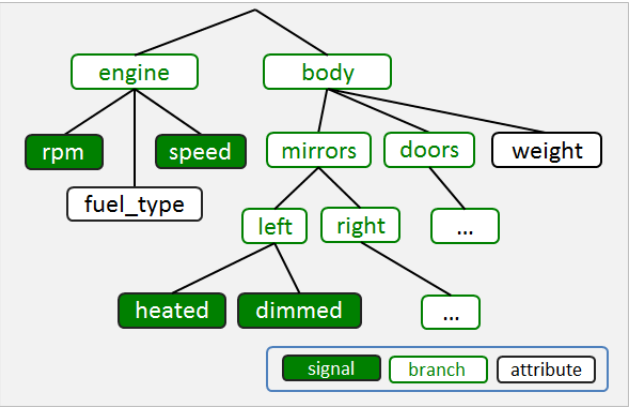 engine
body
rpm
speed
mirrors
doors
weight
fuel_type
left
right
...
heated
dimmed
...
signal
branch
attribute